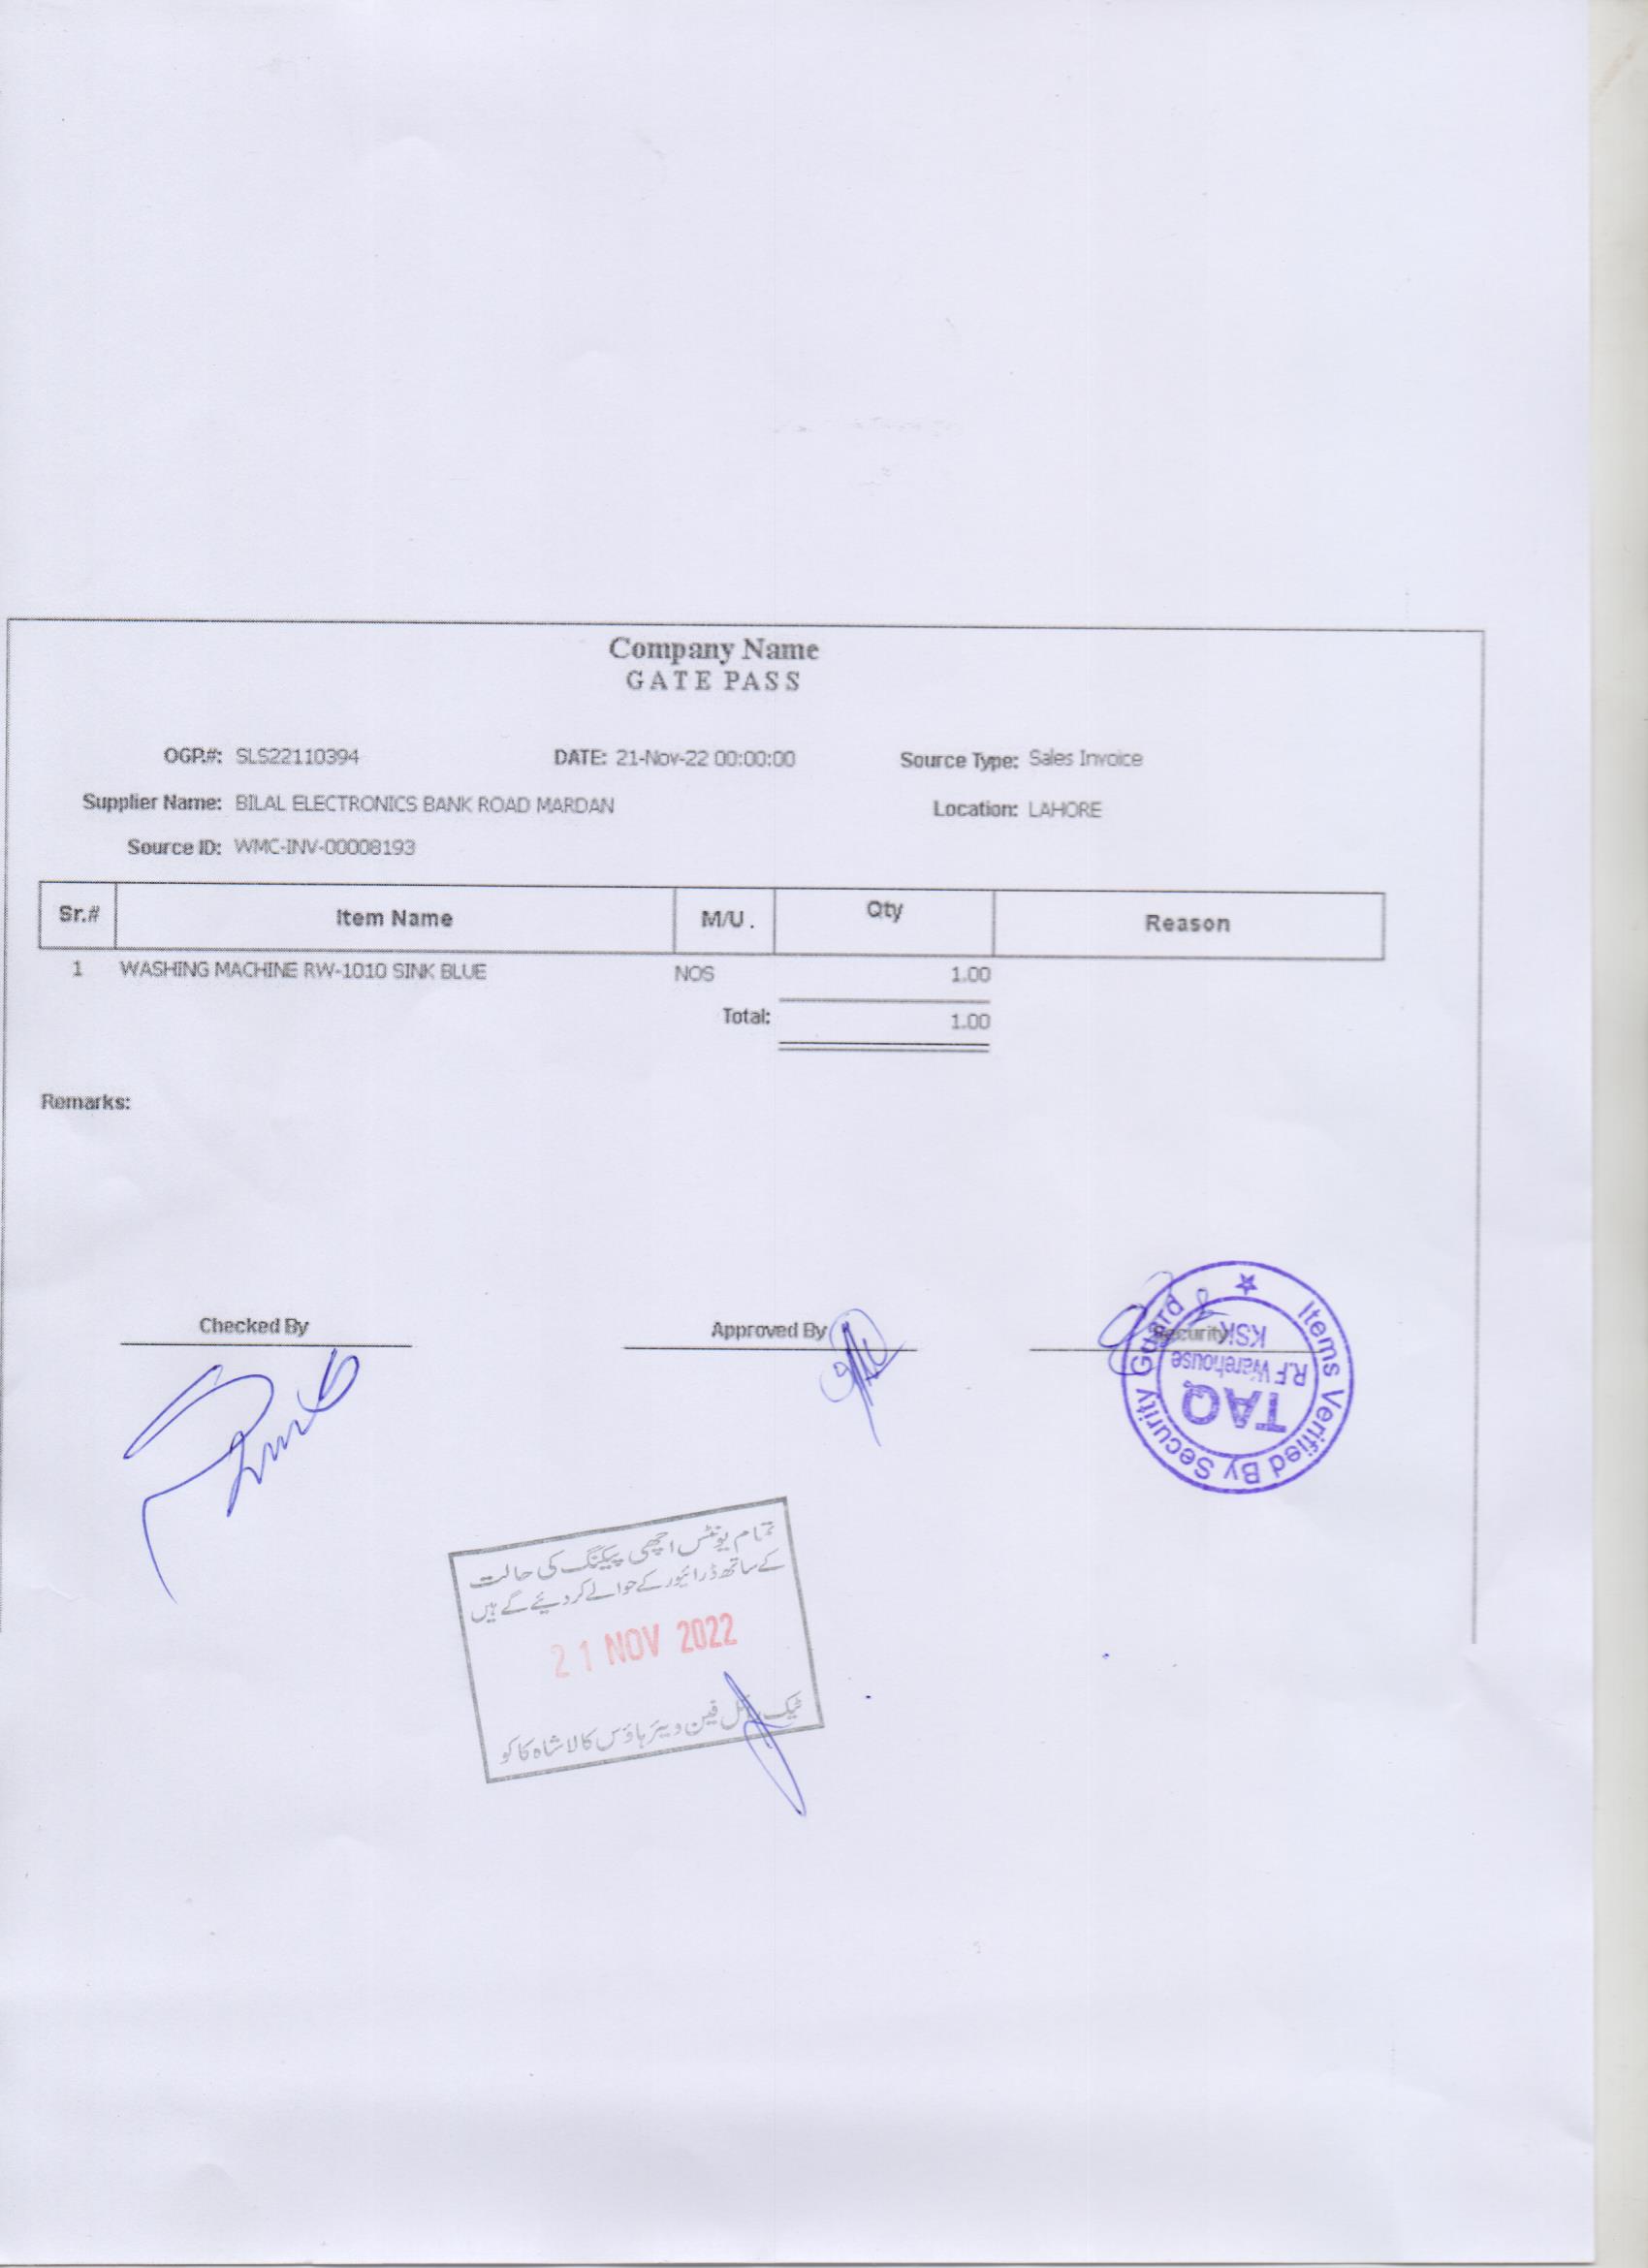 Company Name
GATE PASS
OGP.#: SLS22110394 DATE: 21-Nov-22 00:00:00 Source Type: Sales Invoice
Supplier Name: BILAL ELECTRONICS BANK ROAD MARDAN Location: LAHORE
Source ID: WMC-INV-00008193
Sr.# Item Name M/U . Qty Reason
1 WASHING MACHINE RW-1010 SINK BLUE NOS 1.00
Total: 1.00
Remarks:
Checked By Approved By Security
Items Verified By Security Guard
TAQ
R.F Warehouse
KSK
تمام یونٹس اچھی پیکنگ کی حالت
کے ساتھ ڈرائیور کے حوالے کر دیئے گے ہیں
21 NOV 2022
ٹیک فین ویئر ہاؤس کالا شاہ کاکو